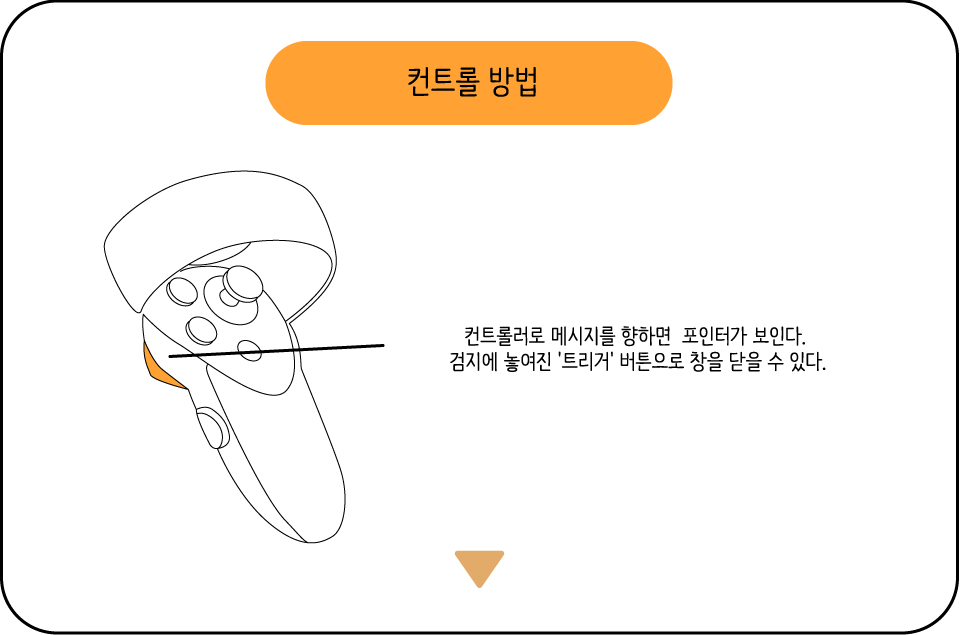 컨트롤 방법
컨트롤러로 메시지를 향하면 포인터가 보인다.
검지에 놓여진 '트리거' 버튼으로 창을 닫을 수 있다.